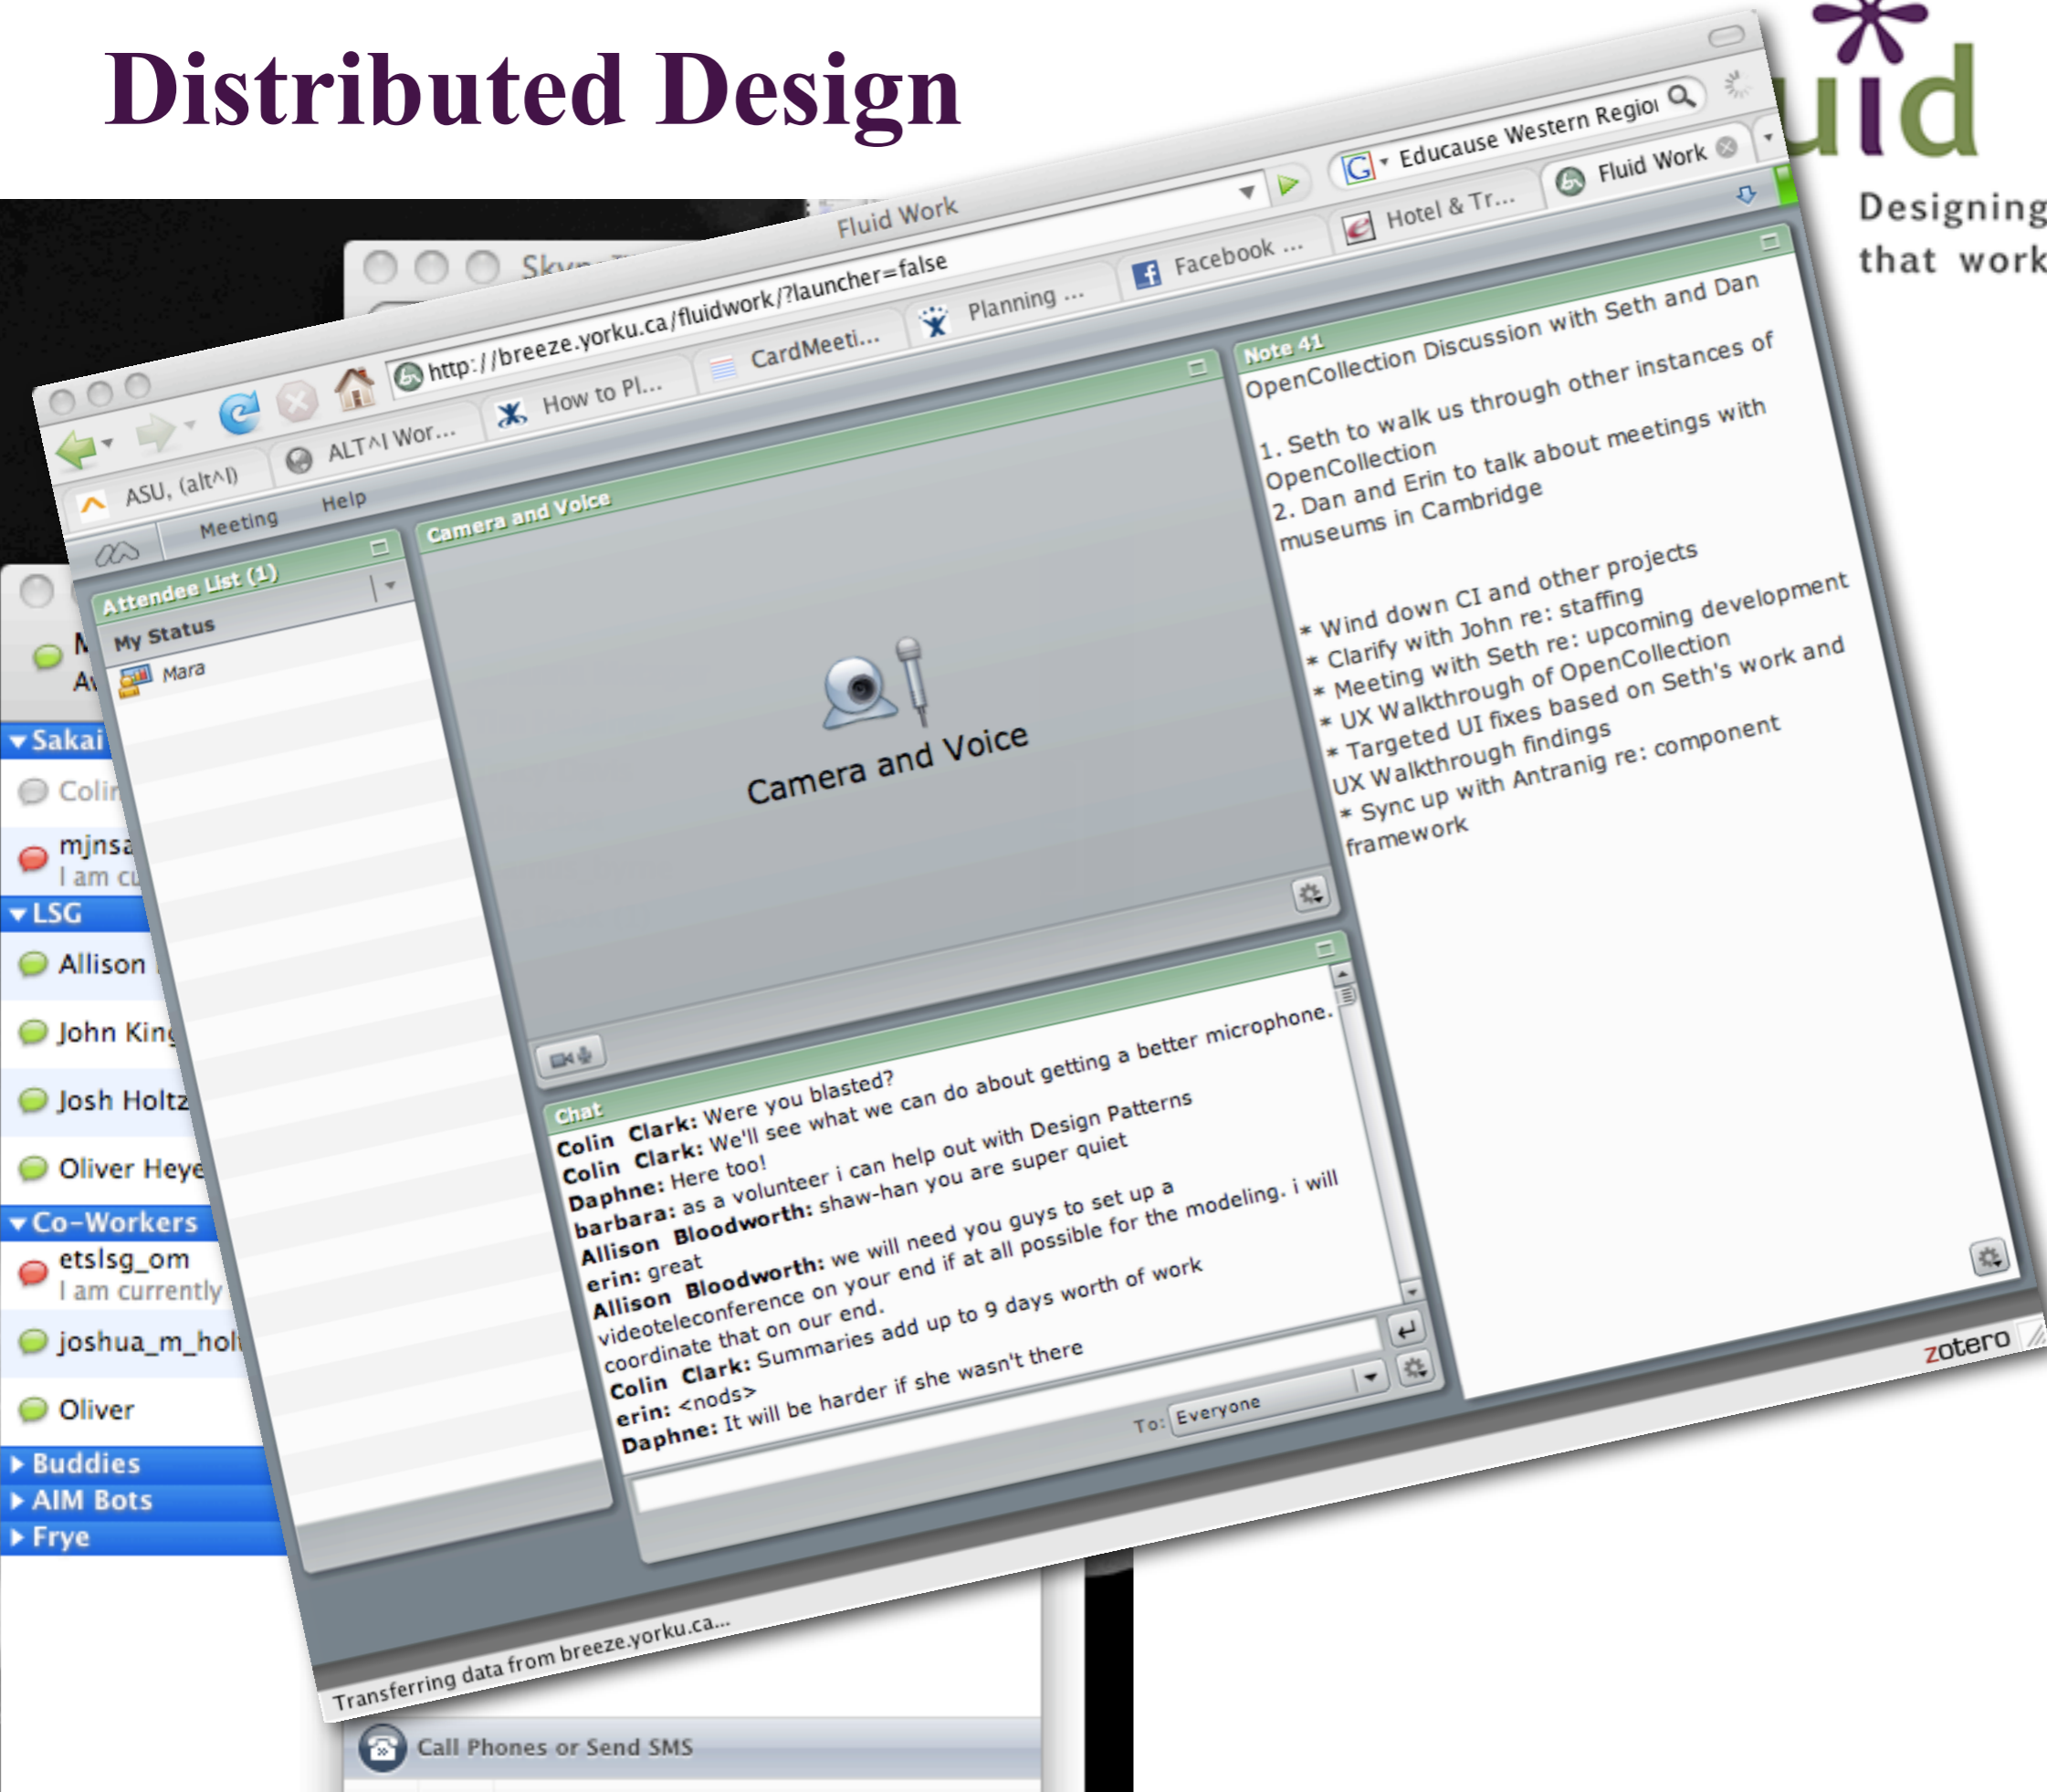 Distributed Design
uid
Designing
that work
Fluid Work
http://breeze.yorku.ca/fluidwork/?launcher=false
Educause Western Regio
ASU, (alt^I)
ALT^I Wor...
How to Pl...
CardMeeti...
Planning ...
Facebook ...
Hotel & Tr...
Fluid Work
Meeting Help
Attendee List (1)
My Status
Mara
Camera and Voice
Camera and Voice
Note 41
OpenCollection Discussion with Seth and Dan
1. Seth to walk us through other instances of
OpenCollection
2. Dan and Erin to talk about meetings with
museums in Cambridge
* Wind down CI and other projects
* Clarify with John re: staffing
* Meeting with Seth re: upcoming development
* UX Walkthrough of OpenCollection
* Targeted UI fixes based on Seth's work and
UX Walkthrough findings
* Sync up with Antranig re: component
framework
Chat
Colin Clark: Were you blasted?
Colin Clark: We'll see what we can do about getting a better microphone.
Daphne: Here too!
barbara: as a volunteer i can help out with Design Patterns
Allison Bloodworth: shaw-han you are super quiet
erin: great
Allison Bloodworth: we will need you guys to set up a
videoteleconference on your end if at all possible for the modeling. i will
coordinate that on our end.
Colin Clark: Summaries add up to 9 days worth of work
erin: <nods>
Daphne: It will be harder if she wasn't there
To: Everyone
zotero
Transferring data from breeze.yorku.ca...
Sakai
Colin
mjnsa
I am cu
LSG
Allison
John King
Josh Holtz
Oliver Heye
Co-Workers
etslsg_om
I am currently
joshua_m_holt
Oliver
Buddies
AIM Bots
Frye
Call Phones or Send SMS